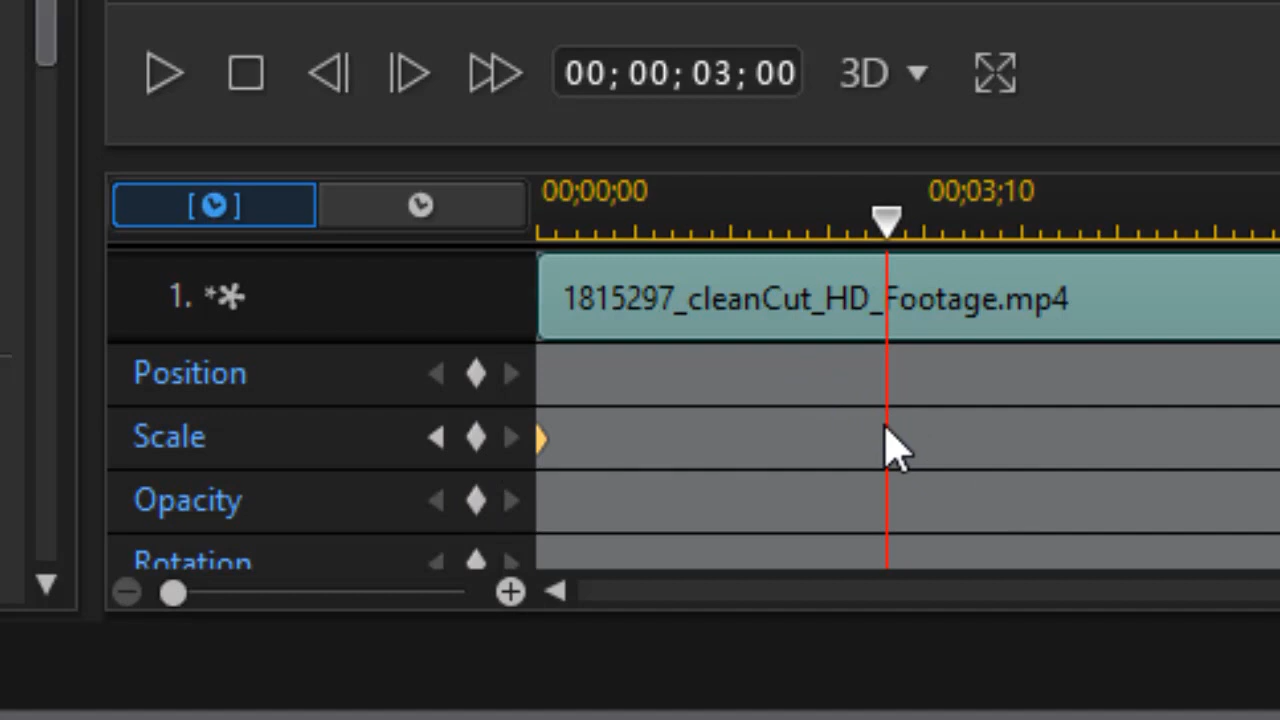 00; 00; 03; 00 3D
00;00;00 00;03;10
1. 1815297_cleanCut_HD_Footage.mp4
Position
Scale
Opacity
Rotation